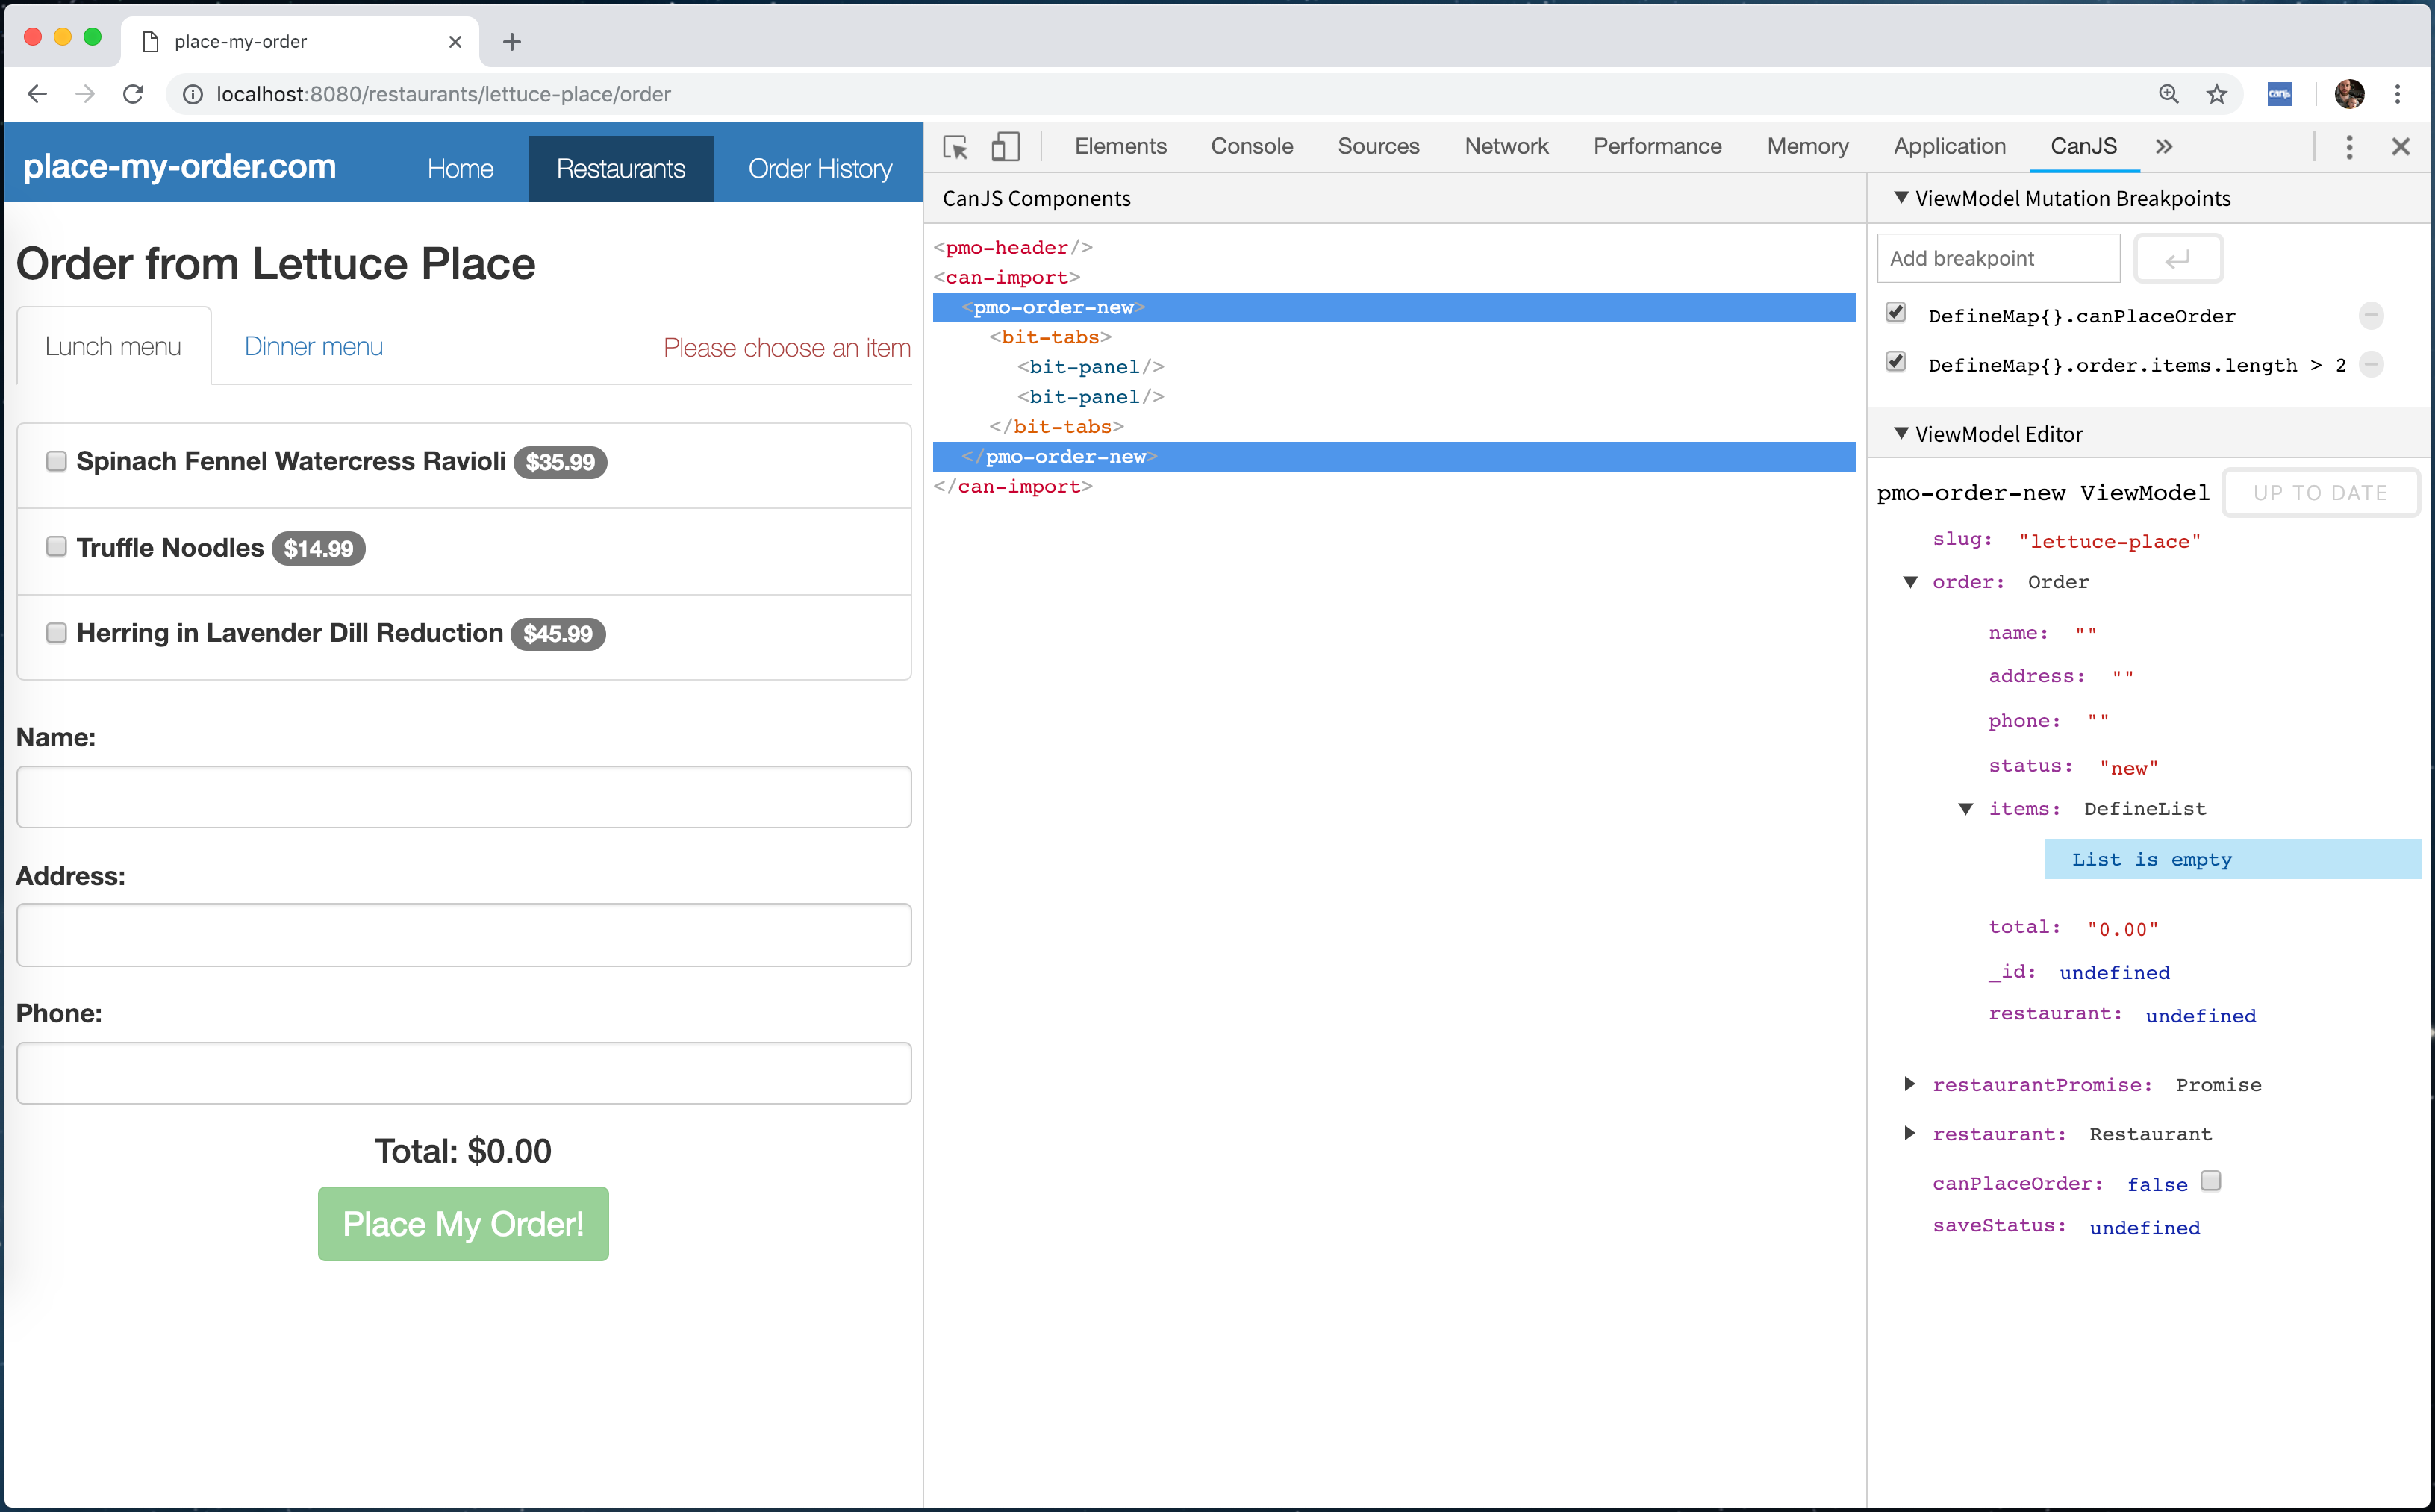 place-my-order
localhost:8080/restaurants/lettuce-place/order
canjs
place-my-order.com
Home
Restaurants
Order History
Order from Lettuce Place
Lunch menu
Dinner menu
Please choose an item
Spinach Fennel Watercress Ravioli $35.99
Truffle Noodles $14.99
Herring in Lavender Dill Reduction $45.99
Name:
Address:
Phone:
Total: $0.00
Place My Order!
Elements
Console
Sources
Network
Performance
Memory
Application
CanJS
CanJS Components
<pmo-header/>
<can-import>
<pmo-order-new>
<bit-tabs>
<bit-panel/>
<bit-panel/>
</bit-tabs>
</pmo-order-new>
</can-import>
ViewModel Mutation Breakpoints
Add breakpoint
DefineMap{}.canPlaceOrder
DefineMap{}.order.items.length > 2
ViewModel Editor
pmo-order-new ViewModel
UP TO DATE
slug: "lettuce-place"
order: Order
name: ""
address: ""
phone: ""
status: "new"
items: DefineList
List is empty
total: "0.00"
_id: undefined
restaurant: undefined
restaurantPromise: Promise
restaurant: Restaurant
canPlaceOrder: false
saveStatus: undefined